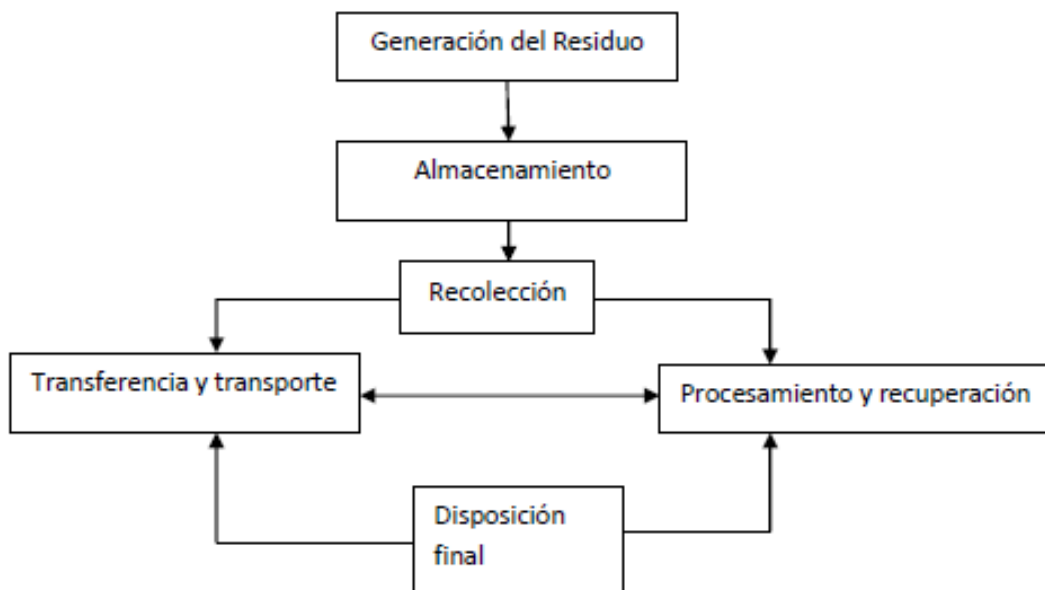 Generación del Residuo
Almacenamiento
Recolección
Transferencia y transporte
Procesamiento y recuperación
Disposición
final